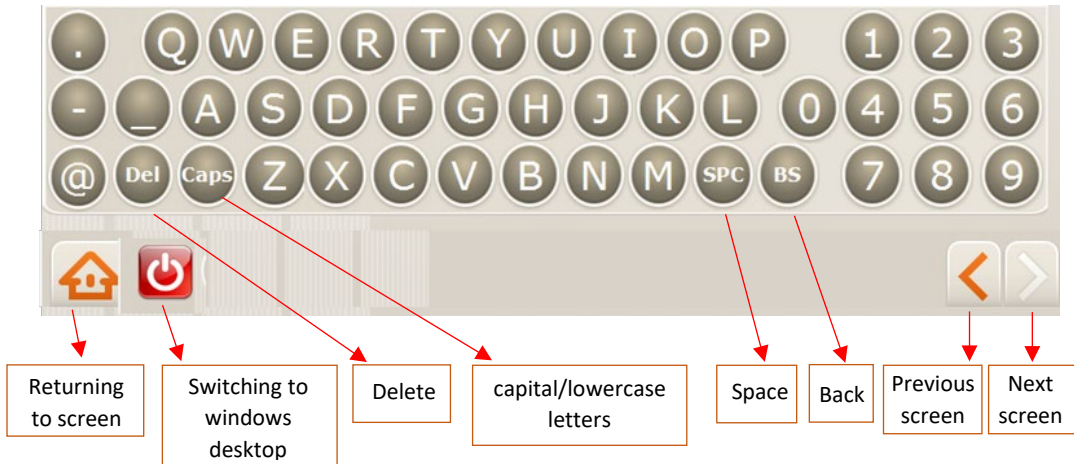 . Q W E R T Y U I O P 1 2 3
- _ A S D F G H J K L 0 4 5 6
@ Del Caps Z X C V B N M SPC BS 7 8 9
Returning
to screen
Switching to
windows
desktop
Delete
capital/lowercase
letters
Space
Back
Previous
screen
Next
screen